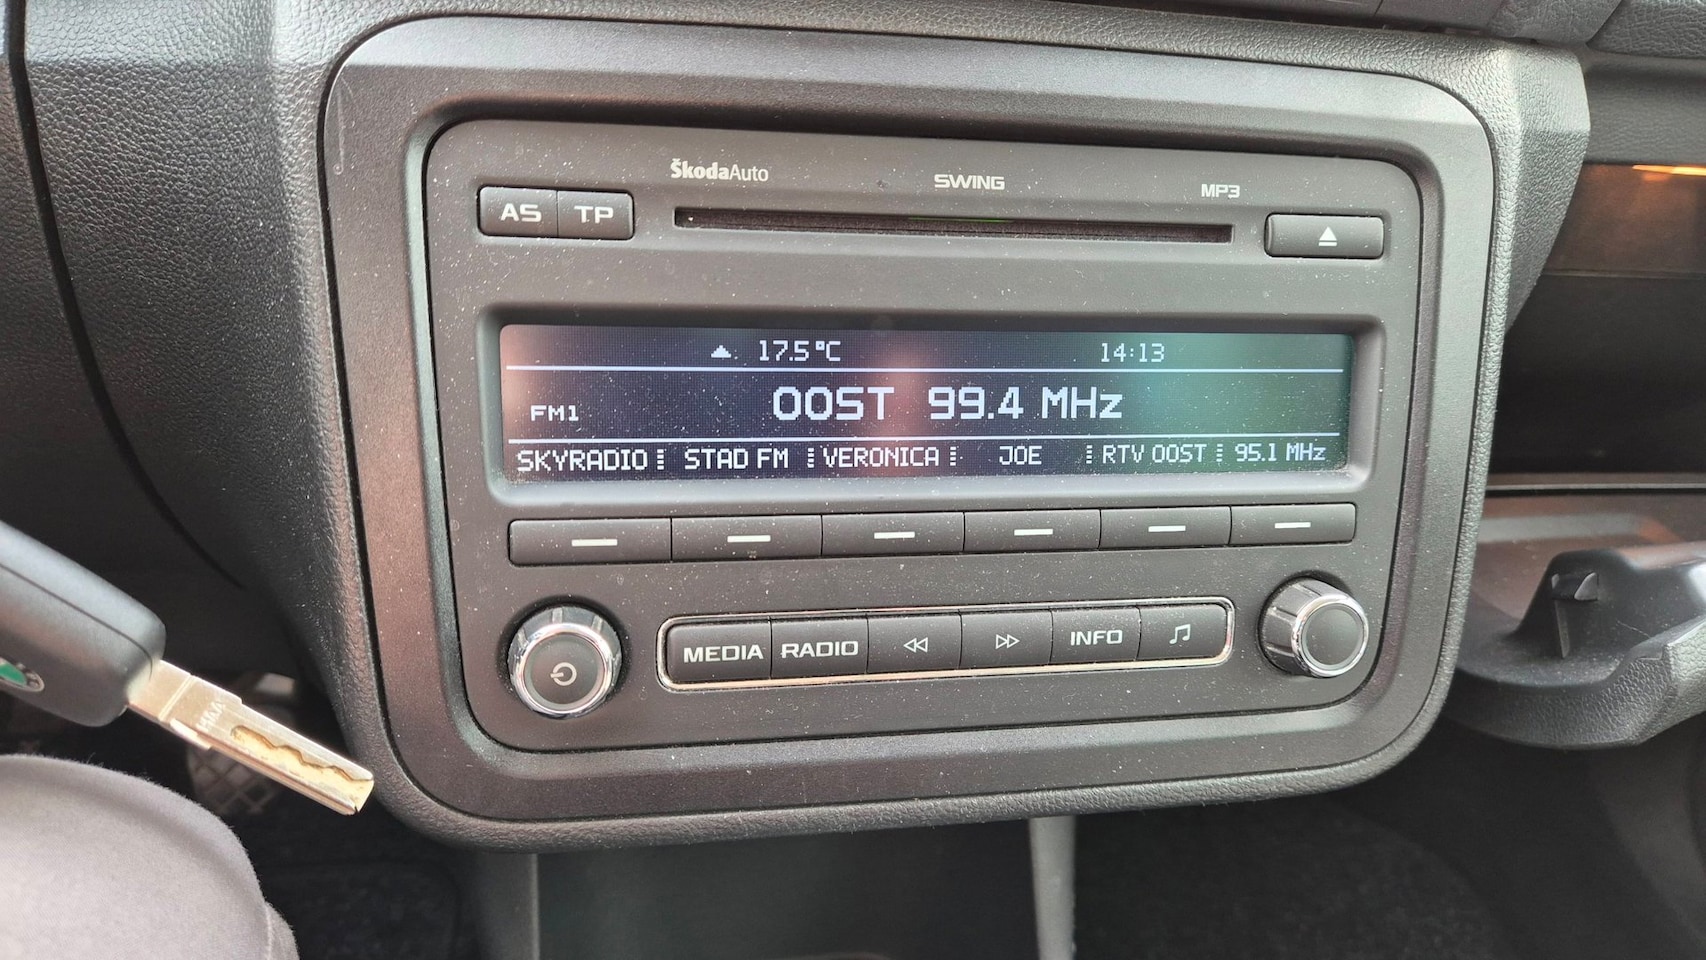 ŠkodaAuto SWING MP3
AS TP
17.5°C 14:13
FM1 OOST 99.4 MHz
SKYRADIO STAD FM VERONICA JOE RTV OOST 95.1 MHz
MEDIA RADIO INFO
HAA